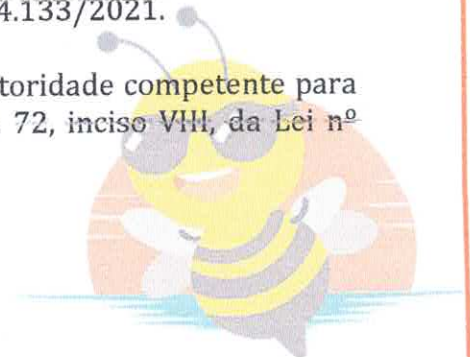 4.133/2021.
toridade competente para
72, inciso VIII, da Lei nº